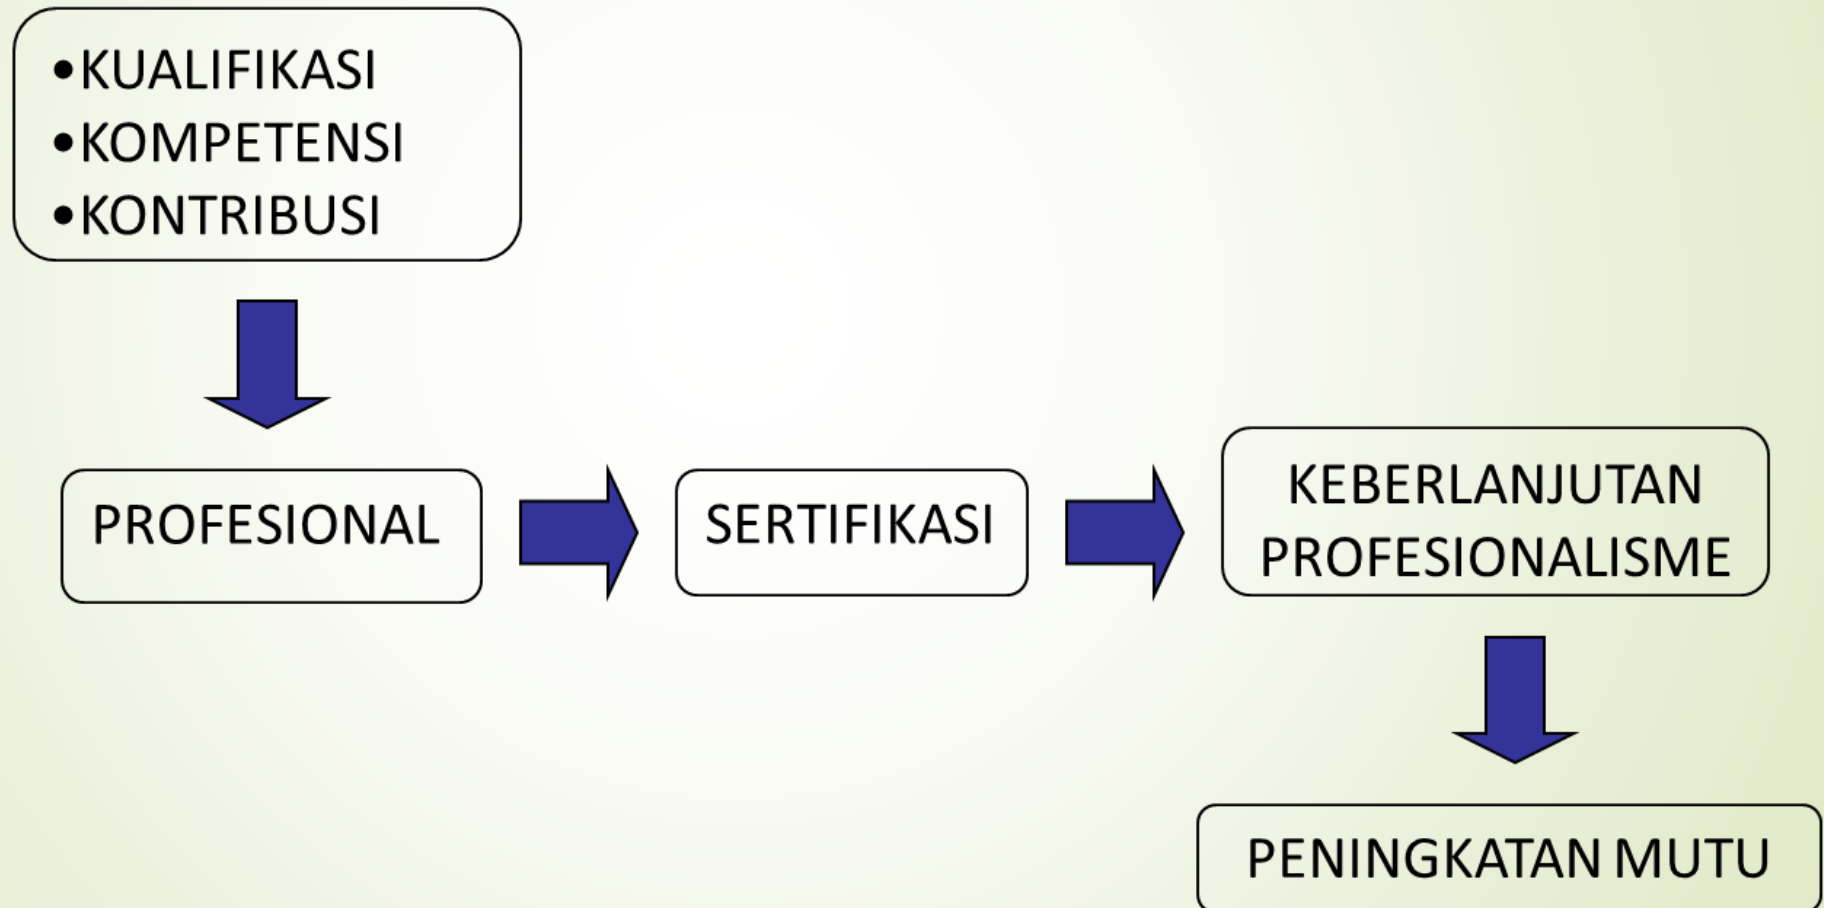 •KUALIFIKASI
•KOMPETENSI
•KONTRIBUSI
PROFESIONAL
SERTIFIKASI
KEBERLANJUTAN
PROFESIONALISME
PENINGKATAN MUTU